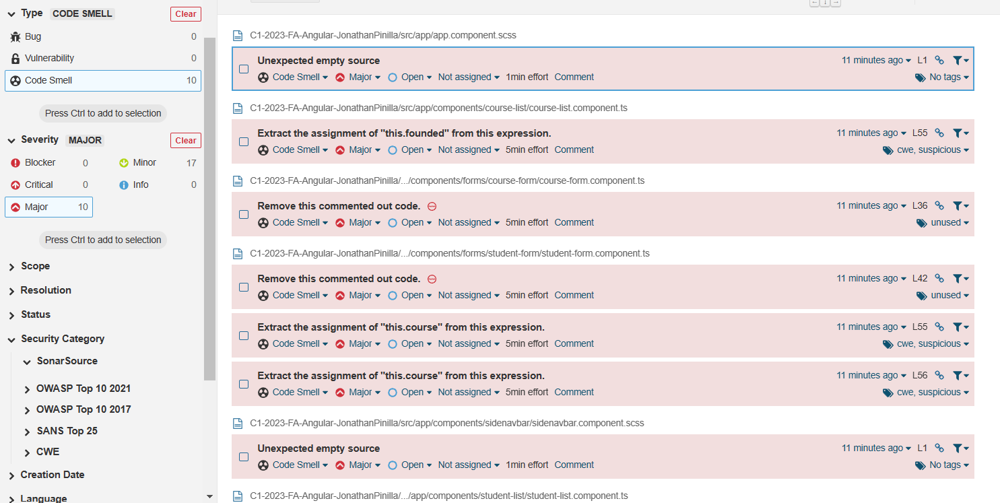 Type CODE SMELL Clear
Bug 0
Vulnerability 0
Code Smell 10
Press Ctrl to add to selection
Severity MAJOR Clear
Blocker 0 Minor 17
Critical 0 Info 0
Major 10
Press Ctrl to add to selection
Scope
Resolution
Status
Security Category
SonarSource
OWASP Top 10 2021
OWASP Top 10 2017
SANS Top 25
CWE
Creation Date
Language
C1-2023-FA-Angular-JonathanPinilla/src/app/app.component.scss
Unexpected empty source 11 minutes ago L1
Code Smell Major Open Not assigned 1min effort Comment No tags
C1-2023-FA-Angular-JonathanPinilla/src/app/components/course-list/course-list.component.ts
Extract the assignment of "this.founded" from this expression. 11 minutes ago L55
Code Smell Major Open Not assigned 5min effort Comment cwe, suspicious
C1-2023-FA-Angular-JonathanPinilla/.../components/forms/course-form/course-form.component.ts
Remove this commented out code. 11 minutes ago L36
Code Smell Major Open Not assigned 5min effort Comment unused
C1-2023-FA-Angular-JonathanPinilla/.../components/forms/student-form/student-form.component.ts
Remove this commented out code. 11 minutes ago L42
Code Smell Major Open Not assigned 5min effort Comment unused
Extract the assignment of "this.course" from this expression. 11 minutes ago L55
Code Smell Major Open Not assigned 5min effort Comment cwe, suspicious
Extract the assignment of "this.course" from this expression. 11 minutes ago L56
Code Smell Major Open Not assigned 5min effort Comment cwe, suspicious
C1-2023-FA-Angular-JonathanPinilla/src/app/components/sidenavbar/sidenavbar.component.scss
Unexpected empty source 11 minutes ago L1
Code Smell Major Open Not assigned 1min effort Comment No tags
C1-2023-FA-Angular-JonathanPinilla/.../app/components/student-list/student-list.component.ts